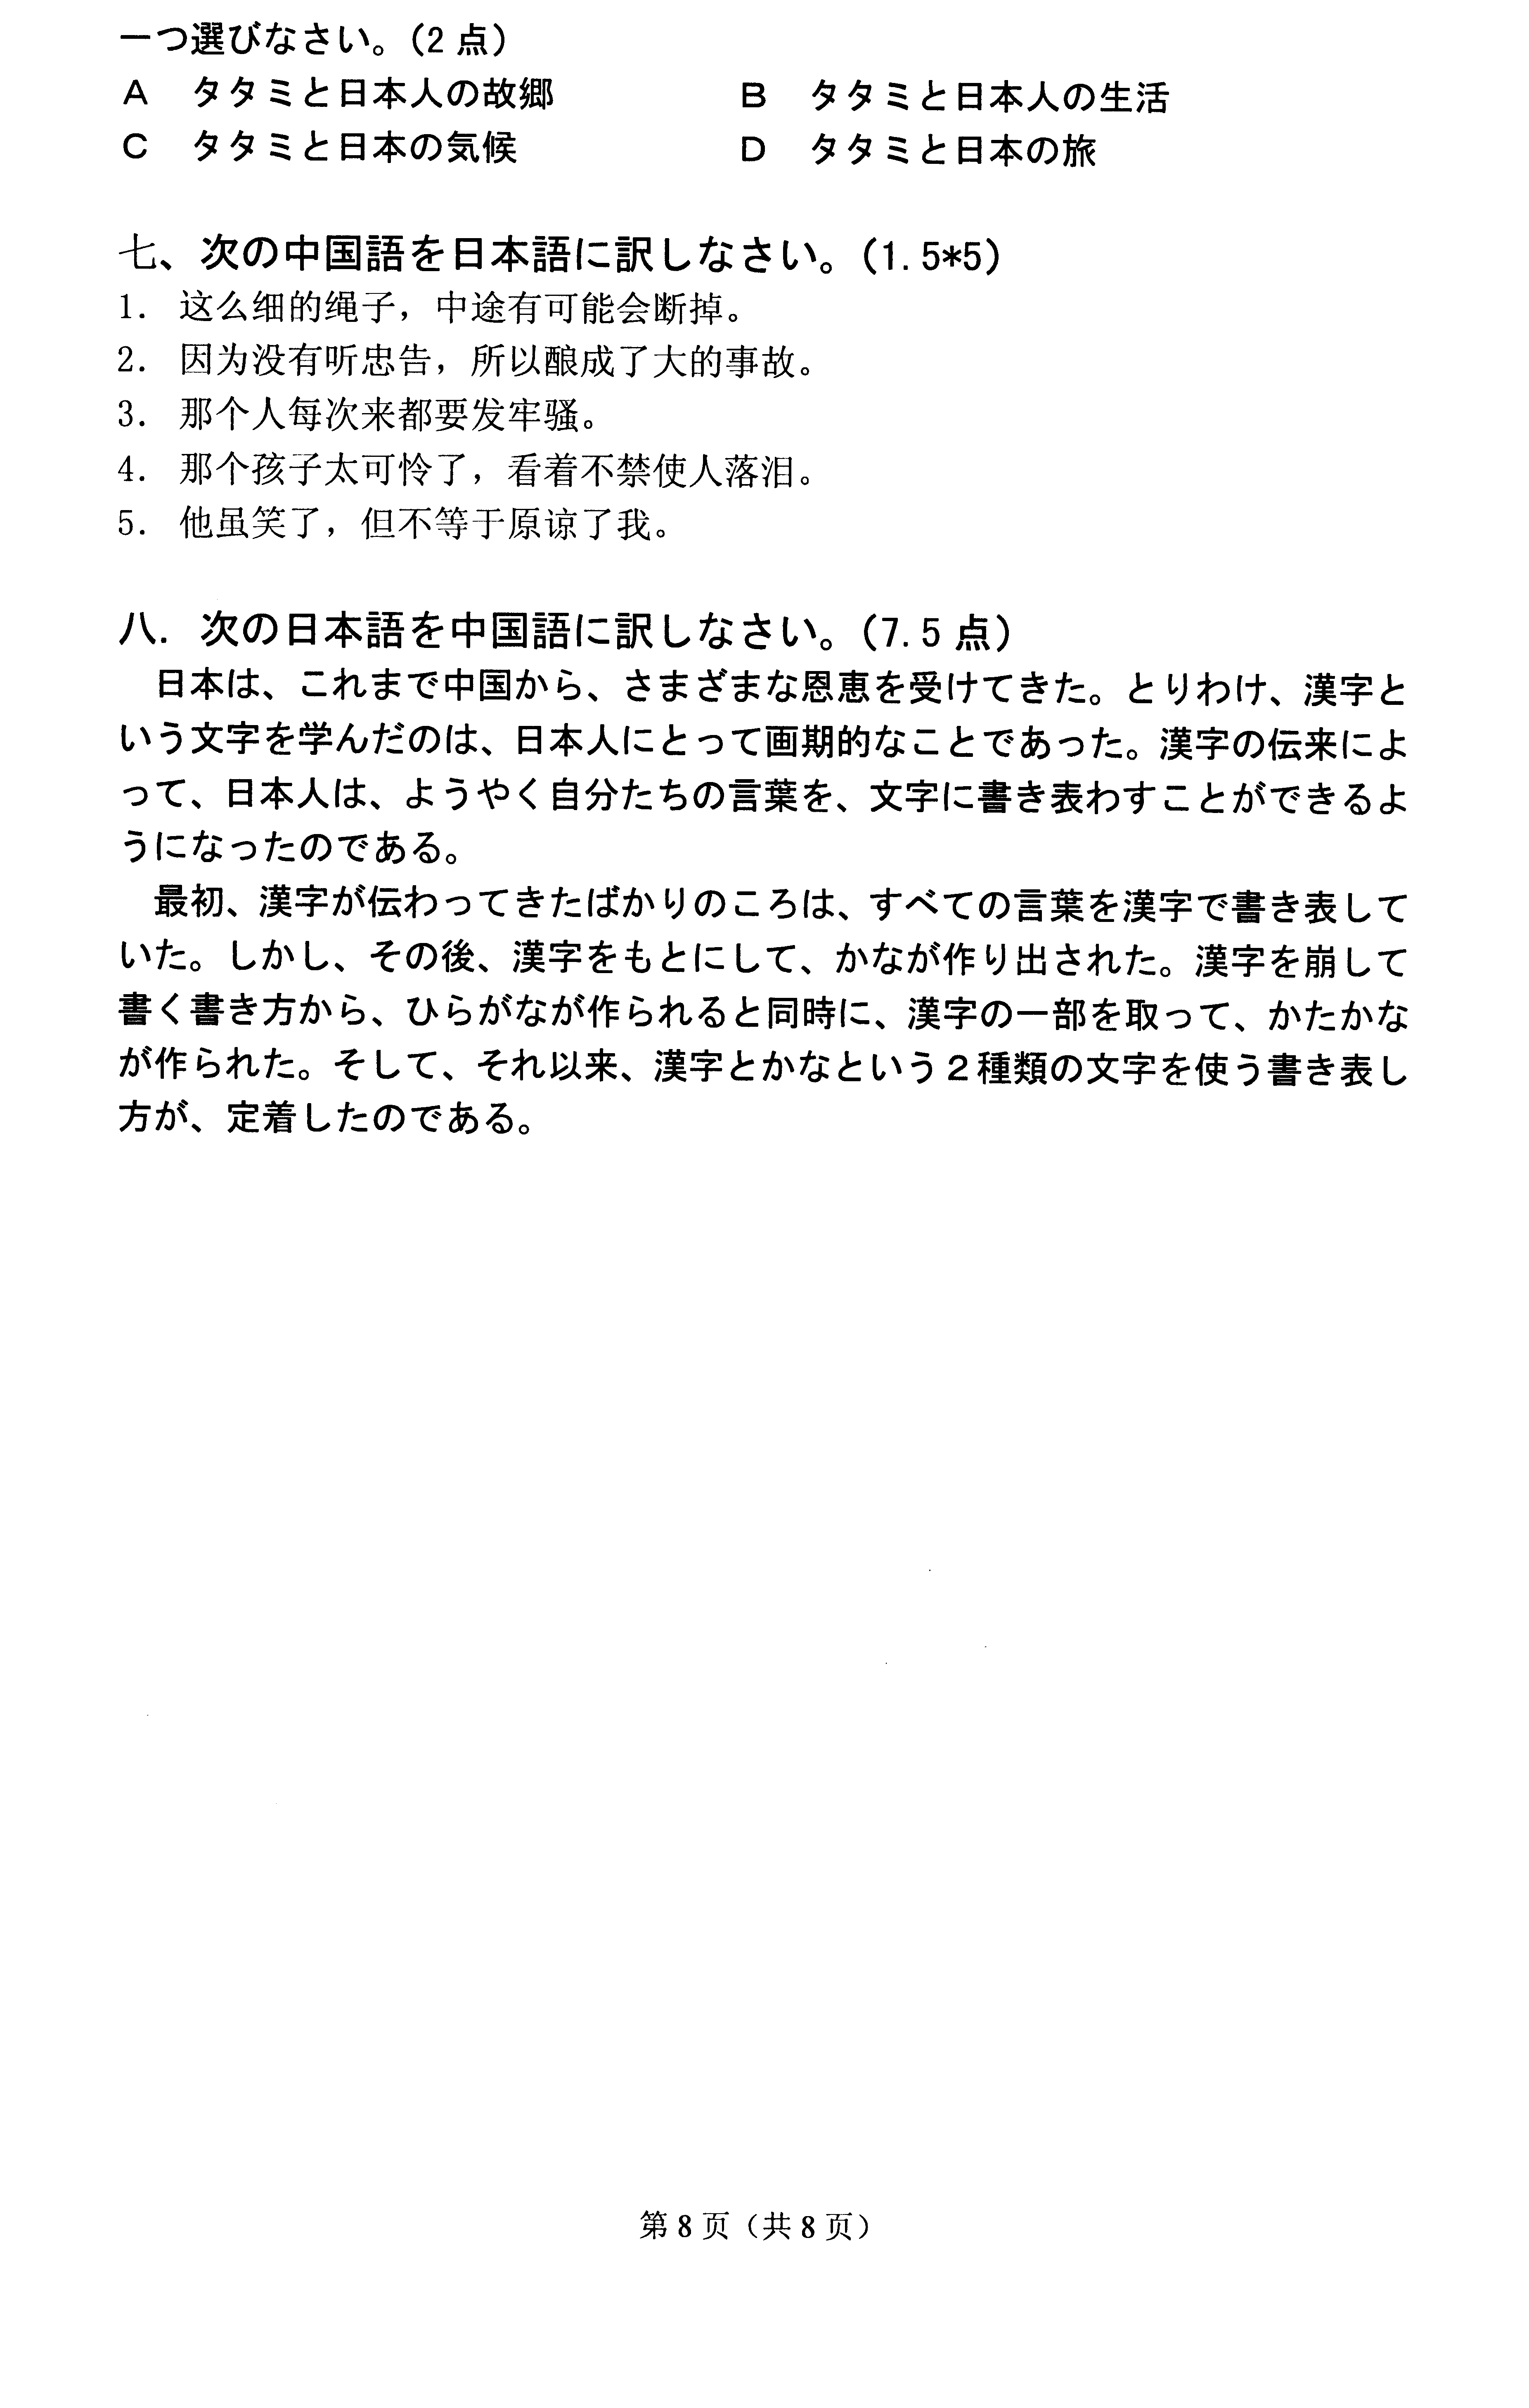 一つ選びなさい。(2 点)
A　タタミと日本人の故郷　　　　　B　タタミと日本人の生活
C　タタミと日本の気候　　　　　　D　タタミと日本の旅
七、次の中国語を日本語に訳しなさい。(1.5*5)
1. 这么细的绳子，中途有可能会断掉。
2. 因为没有听忠告，所以酿成了大的事故。
3. 那个人每次来都要发牢骚。
4. 那个孩子太可怜了，看着不禁使人落泪。
5. 他虽笑了，但不等于原谅了我。
八. 次の日本語を中国語に訳しなさい。(7.5 点)
日本は、これまで中国から、さまざまな恩恵を受けてきた。とりわけ、漢字と
いう文字を学んだのは、日本人にとって画期的なことであった。漢字の伝来によ
って、日本人は、ようやく自分たちの言葉を、文字に書き表わすことができるよ
うになったのである。
最初、漢字が伝わってきたばかりのころは、すべての言葉を漢字で書き表して
いた。しかし、その後、漢字をもとにして、かなが作り出された。漢字を崩して
書く書き方から、ひらがなが作られると同時に、漢字の一部を取って、かたかな
が作られた。そして、それ以来、漢字とかなという２種類の文字を使う書き表し
方が、定着したのである。
第 8 页（共 8 页）